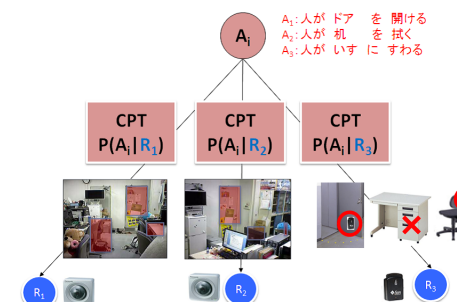 A₁:人が ドア を 開ける
A₂:人が 机 を 拭く
A₃:人が いす に すわる
Aᵢ
CPT
P(Aᵢ|R₁)
CPT
P(Aᵢ|R₂)
CPT
P(Aᵢ|R₃)
R₁
R₂
R₃